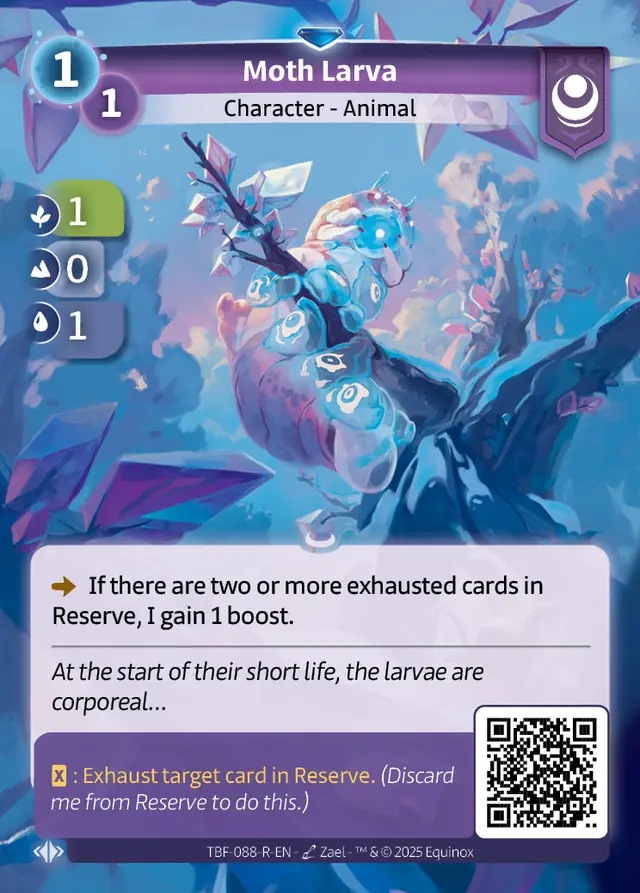 1
Moth Larva
1
Character - Animal
1
0
1
If there are two or more exhausted cards in
Reserve, I gain 1 boost.
At the start of their short life, the larvae are
corporeal...
X : Exhaust target card in Reserve. (Discard
me from Reserve to do this.)
TBF-088-R-EN - Zael - ™ & © 2025 Equinox